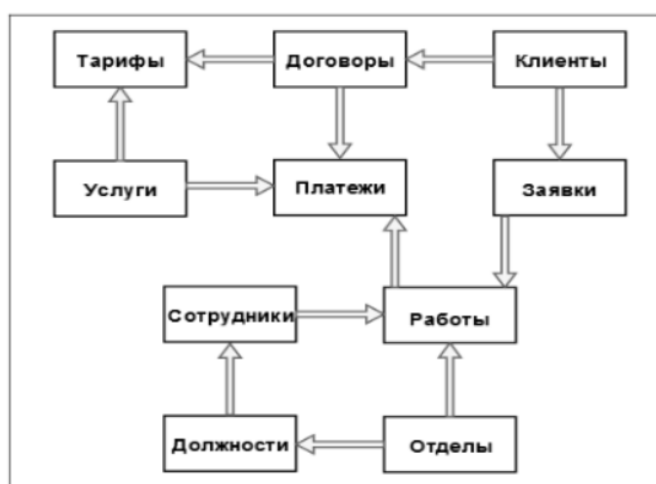 Тарифы
Договоры
Клиенты
Услуги
Платежи
Заявки
Сотрудники
Работы
Должности
Отделы